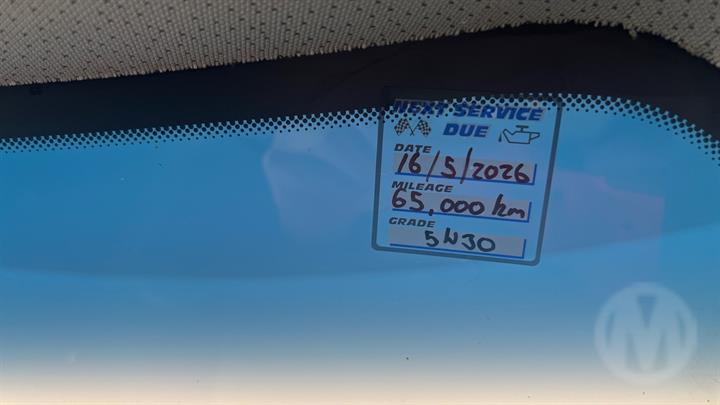 NEXT SERVICE
DUE
DATE
16/5/2026
MILEAGE
65,000 km
GRADE
5W30
M